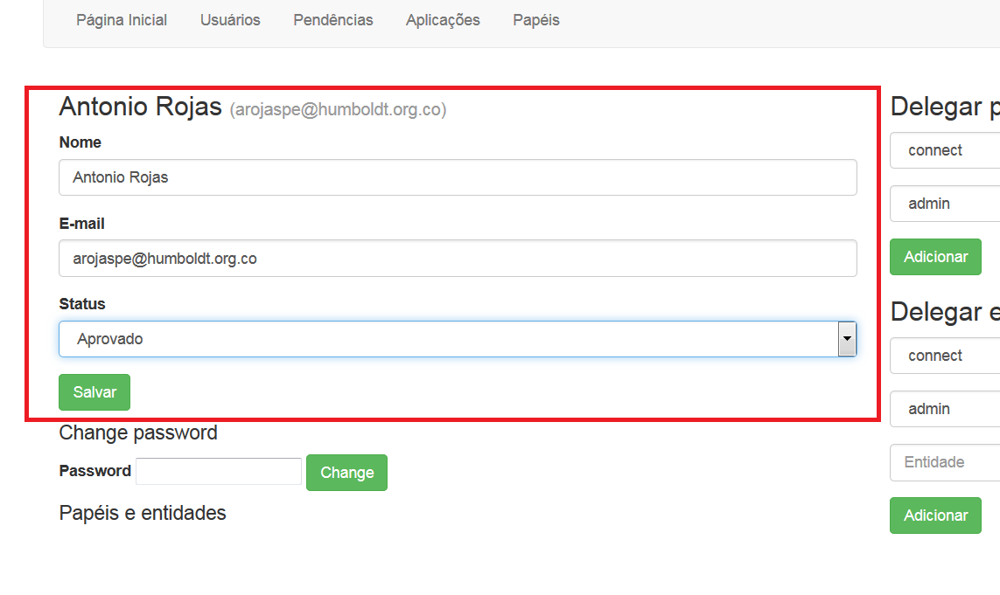 Página Inicial Usuários Pendências Aplicações Papéis
Antonio Rojas (arojaspe@humboldt.org.co)
Nome
Antonio Rojas
E-mail
arojaspe@humboldt.org.co
Status
Aprovado
Salvar
Change password
Password Change
Papéis e entidades
Delegar p
connect
admin
Adicionar
Delegar e
connect
admin
Entidade
Adicionar